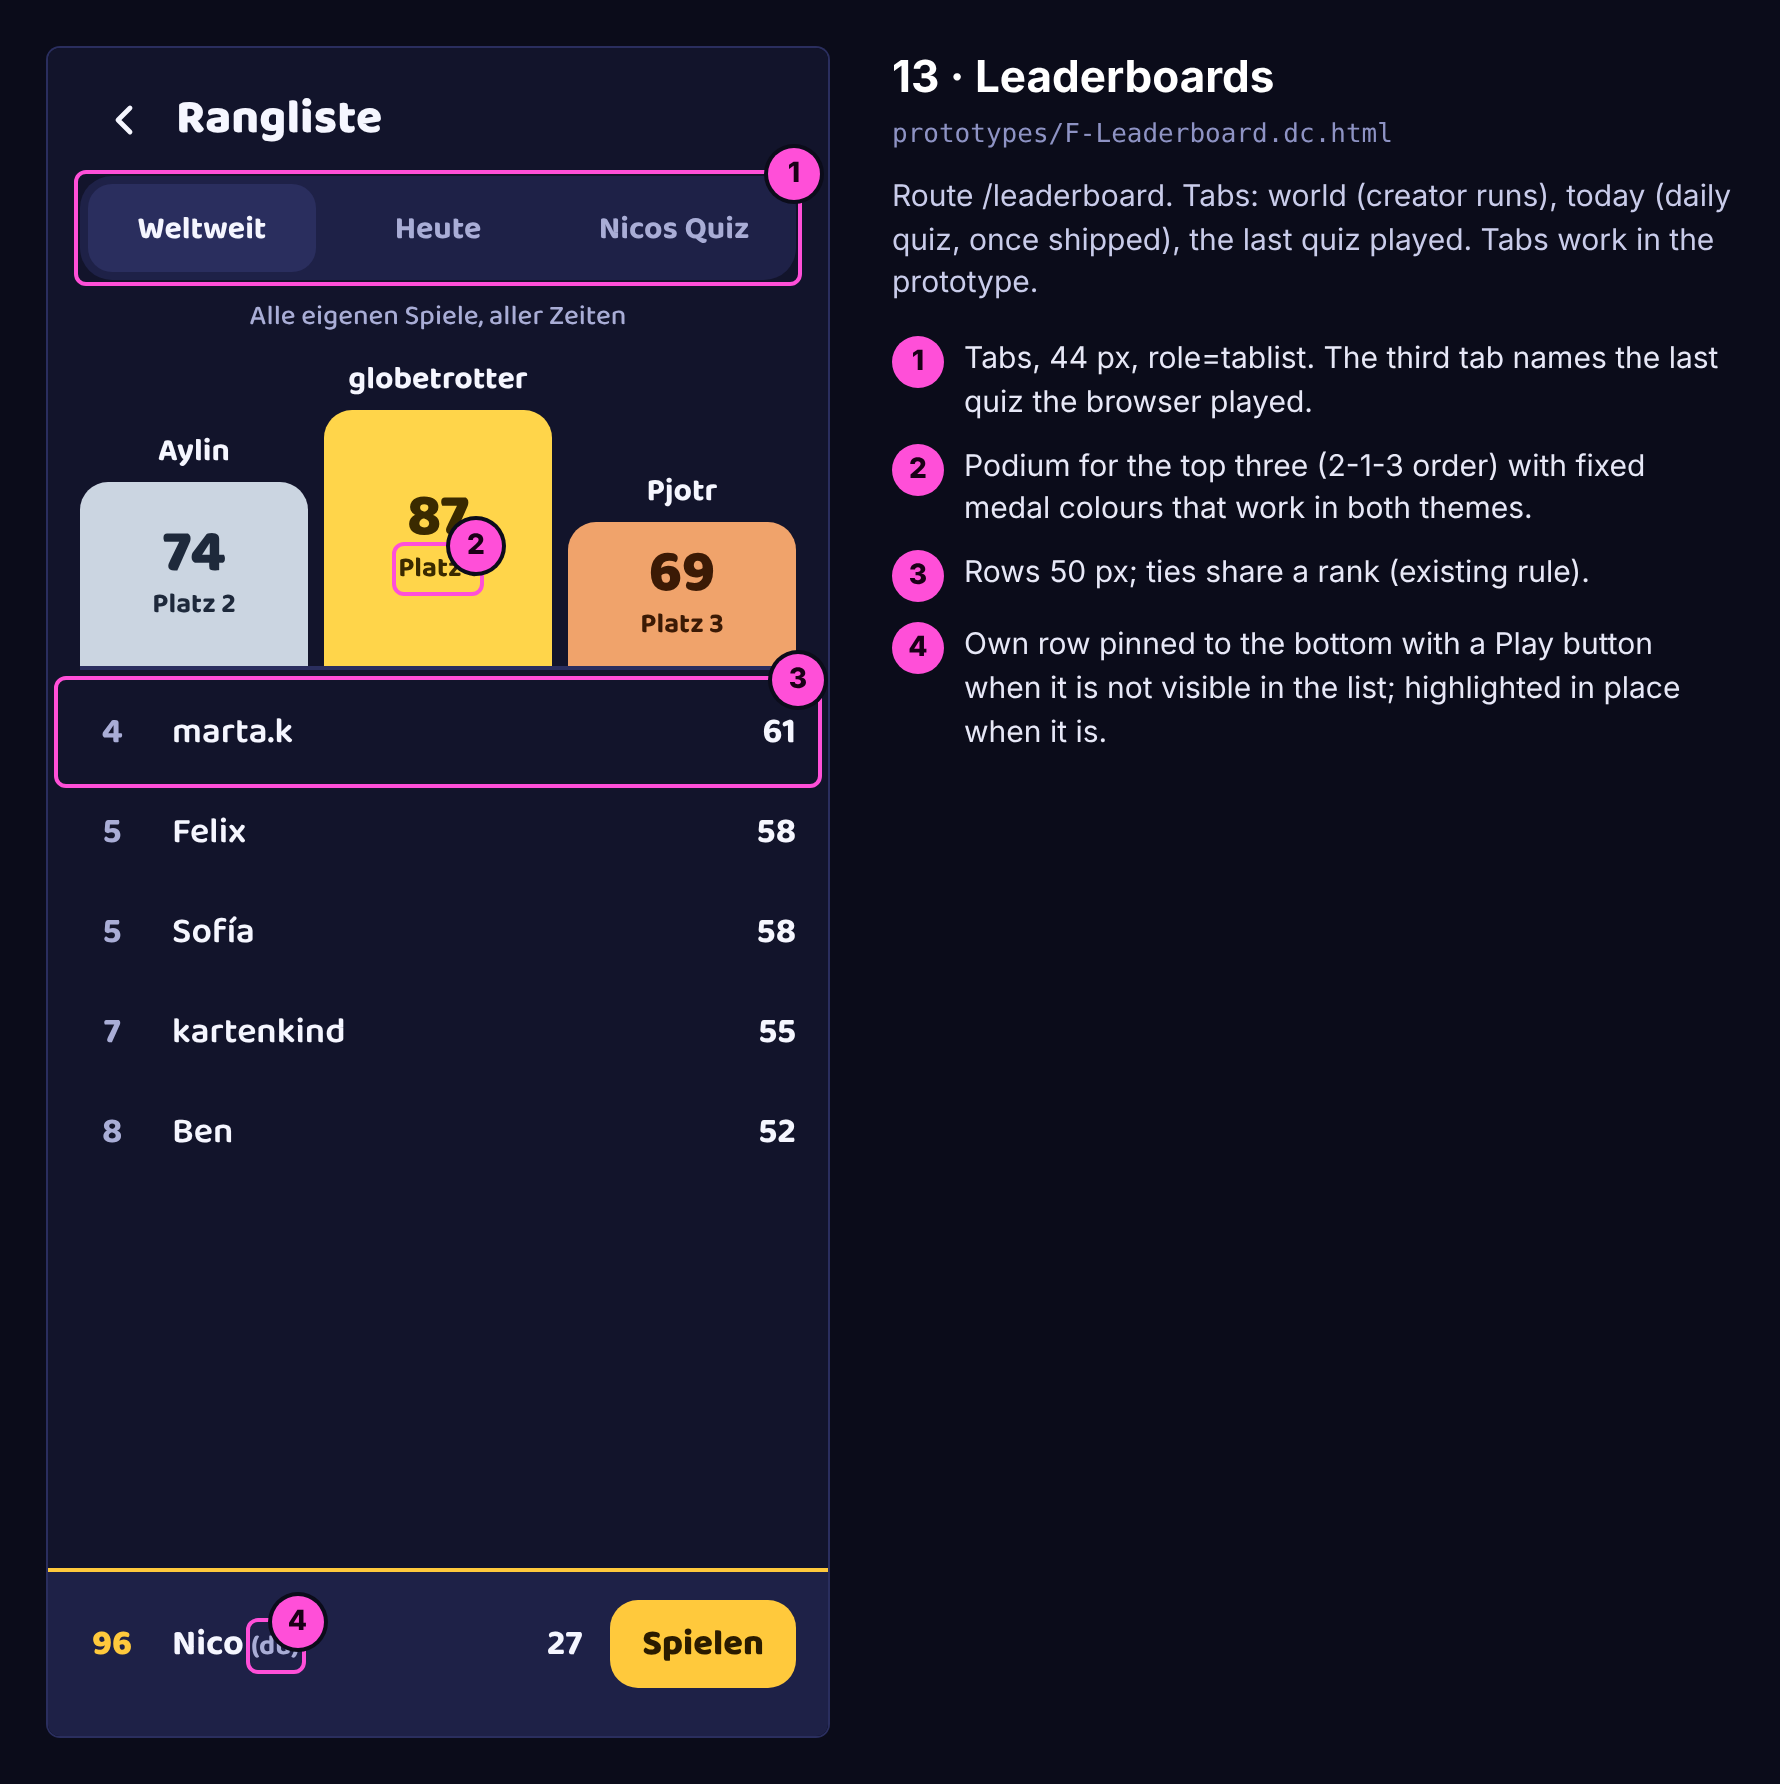 Rangliste
1
Weltweit
Heute
Nicos Quiz
Alle eigenen Spiele, aller Zeiten
globetrotter
Aylin
Pjotr
87
2
Platz
74
Platz 2
69
Platz 3
3
4 marta.k 61
5 Felix 58
5 Sofía 58
7 kartenkind 55
8 Ben 52
4
96 Nico 27 Spielen
13 · Leaderboards
prototypes/F-Leaderboard.dc.html
Route /leaderboard. Tabs: world (creator runs), today (daily
quiz, once shipped), the last quiz played. Tabs work in the
prototype.
1 Tabs, 44 px, role=tablist. The third tab names the last
quiz the browser played.
2 Podium for the top three (2-1-3 order) with fixed
medal colours that work in both themes.
3 Rows 50 px; ties share a rank (existing rule).
4 Own row pinned to the bottom with a Play button
when it is not visible in the list; highlighted in place
when it is.